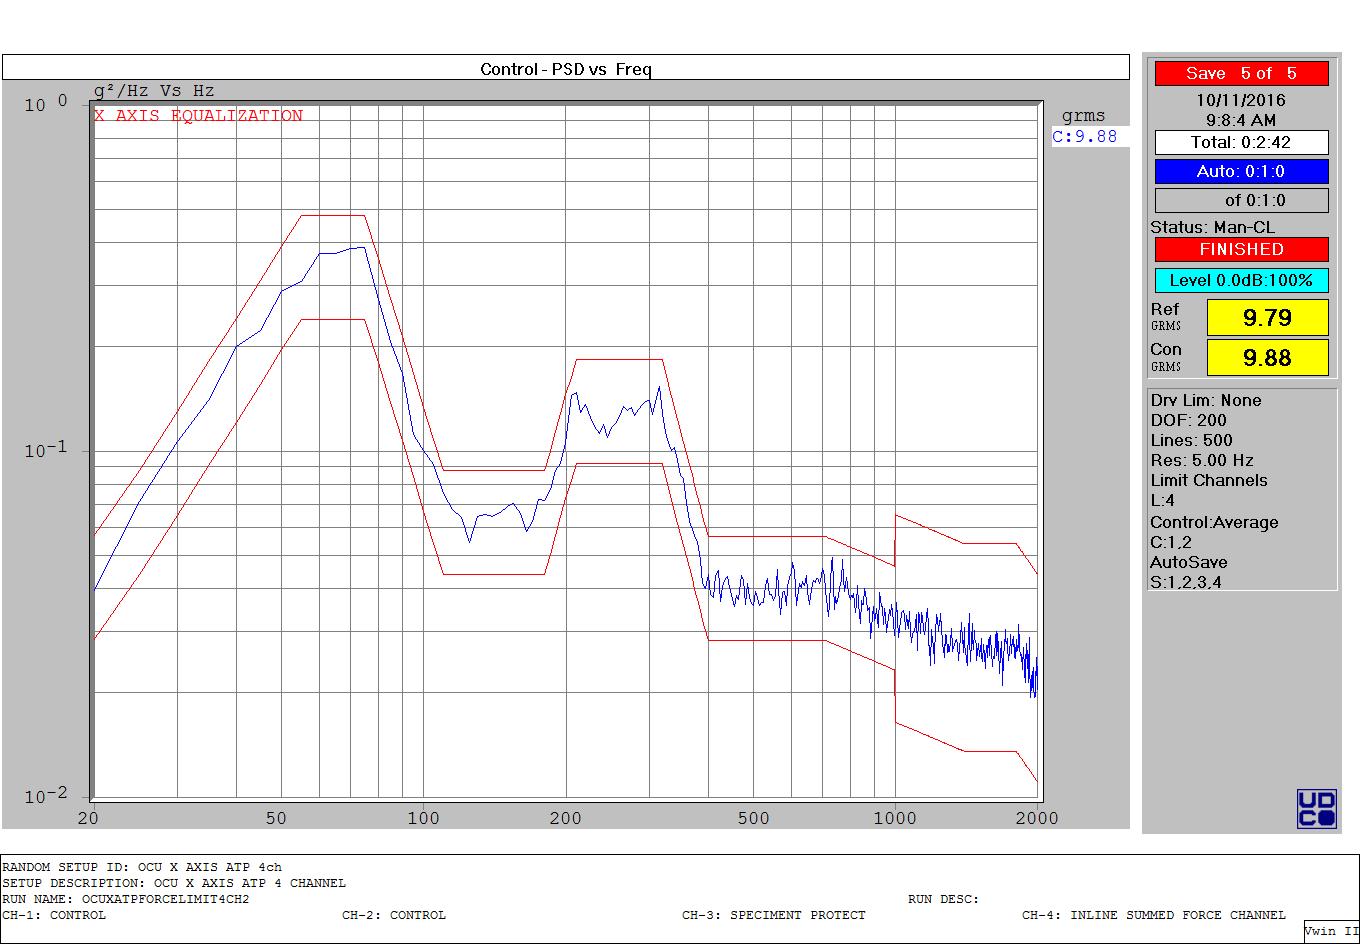 Control - PSD vs Freq
g²/Hz Vs Hz
X AXIS EQUALIZATION
10 0
10 -1
10 -2
20 50 100 200 500 1000 2000
grms
C:9.88
Save 5 of 5
10/11/2016
9:8:4 AM
Total: 0:2:42
Auto: 0:1:0
of 0:1:0
Status: Man-CL
FINISHED
Level 0.0dB:100%
Ref
GRMS
9.79
Con
GRMS
9.88
Drv Lim: None
DOF: 200
Lines: 500
Res: 5.00 Hz
Limit Channels
L:4
Control:Average
C:1,2
AutoSave
S:1,2,3,4
UD
CO
RANDOM SETUP ID: OCU X AXIS ATP 4ch
SETUP DESCRIPTION: OCU X AXIS ATP 4 CHANNEL
RUN NAME: OCUXATPFORCELIMIT4CH2 RUN DESC:
CH-1: CONTROL CH-2: CONTROL CH-3: SPECIMENT PROTECT CH-4: INLINE SUMMED FORCE CHANNEL
Vwin II